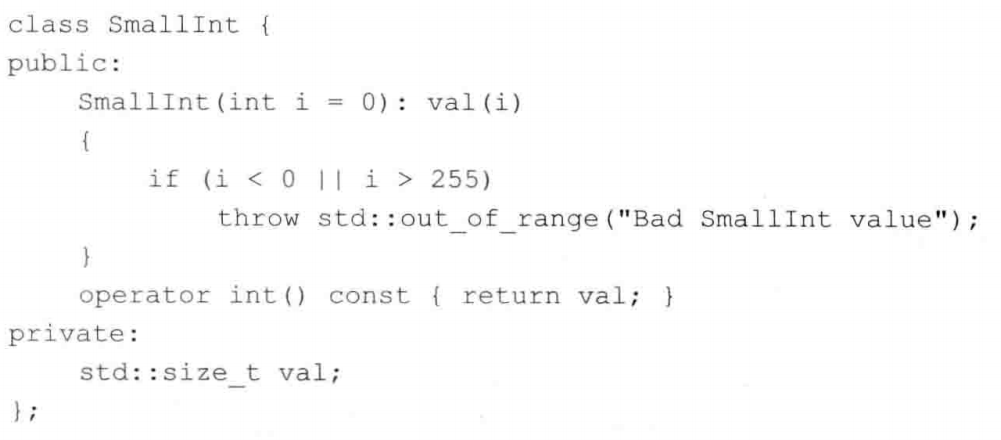 class SmallInt {
public:
    SmallInt(int i = 0): val(i)
    {
        if (i < 0 || i > 255)
            throw std::out_of_range("Bad SmallInt value");
    }
    operator int() const { return val; }
private:
    std::size_t val;
};